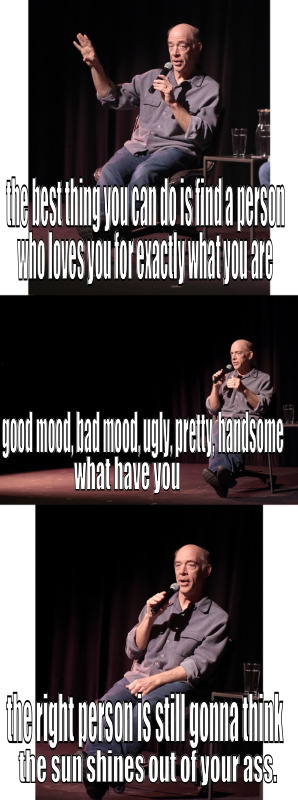 the best thing you can do is find a person
who loves you for exactly what you are
good mood, bad mood, ugly, pretty, handsome
what have you
the right person is still gonna think
the sun shines out of your ass.